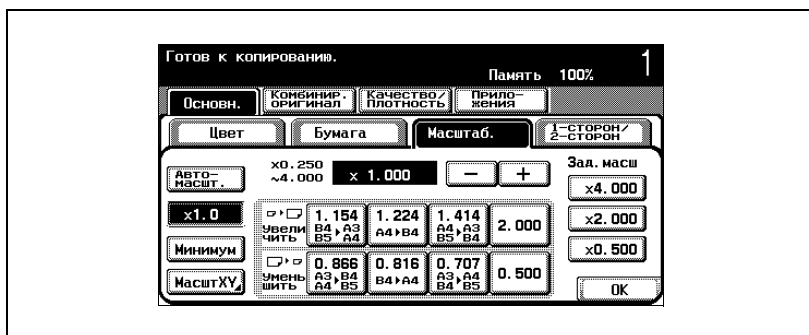 Готов к копированию.
Память 100% 1
Основн.
Комбинир. оригинал
Качество/ Плотность
Прило- жения
Цвет
Бумага
Масштаб.
1-сторон/ 2-сторон
Авто- масшт.
x0.250 ~4.000
x 1.000
− +
Зад. масш
x4.000
x1.0
Увели чить
1.154 B4▸A3 B5▸A4
1.224 A4▸B4
1.414 A4▸A3 B5▸B4
2.000
x2.000
Минимум
x0.500
МасштXY
Умень шить
0.866 A3▸B4 A4▸B5
0.816 B4▸A4
0.707 A3▸A4 B4▸B5
0.500
OK